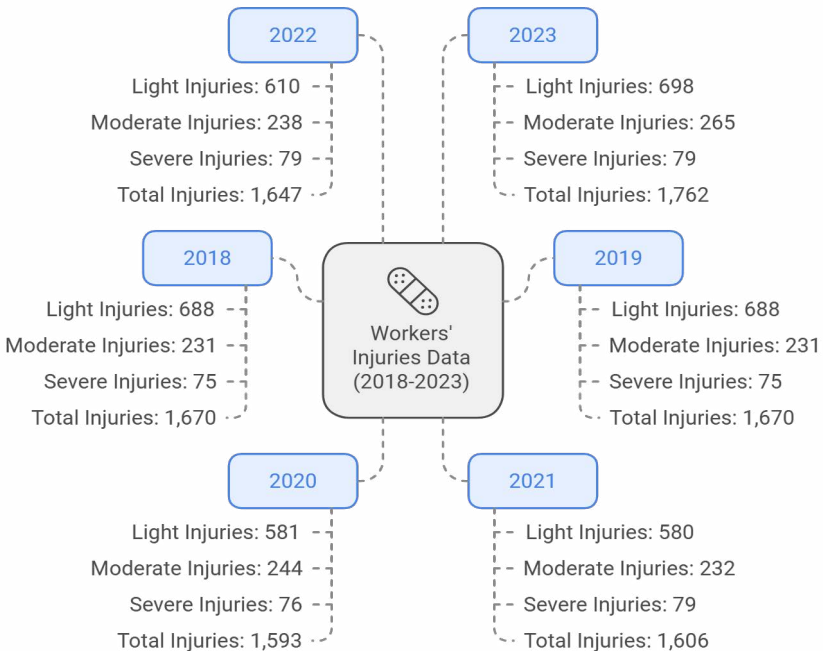 2022
Light Injuries: 610
Moderate Injuries: 238
Severe Injuries: 79
Total Injuries: 1,647
2023
Light Injuries: 698
Moderate Injuries: 265
Severe Injuries: 79
Total Injuries: 1,762
2018
Light Injuries: 688
Moderate Injuries: 231
Severe Injuries: 75
Total Injuries: 1,670
Workers'
Injuries Data
(2018-2023)
2019
Light Injuries: 688
Moderate Injuries: 231
Severe Injuries: 75
Total Injuries: 1,670
2020
Light Injuries: 581
Moderate Injuries: 244
Severe Injuries: 76
Total Injuries: 1,593
2021
Light Injuries: 580
Moderate Injuries: 232
Severe Injuries: 79
Total Injuries: 1,606